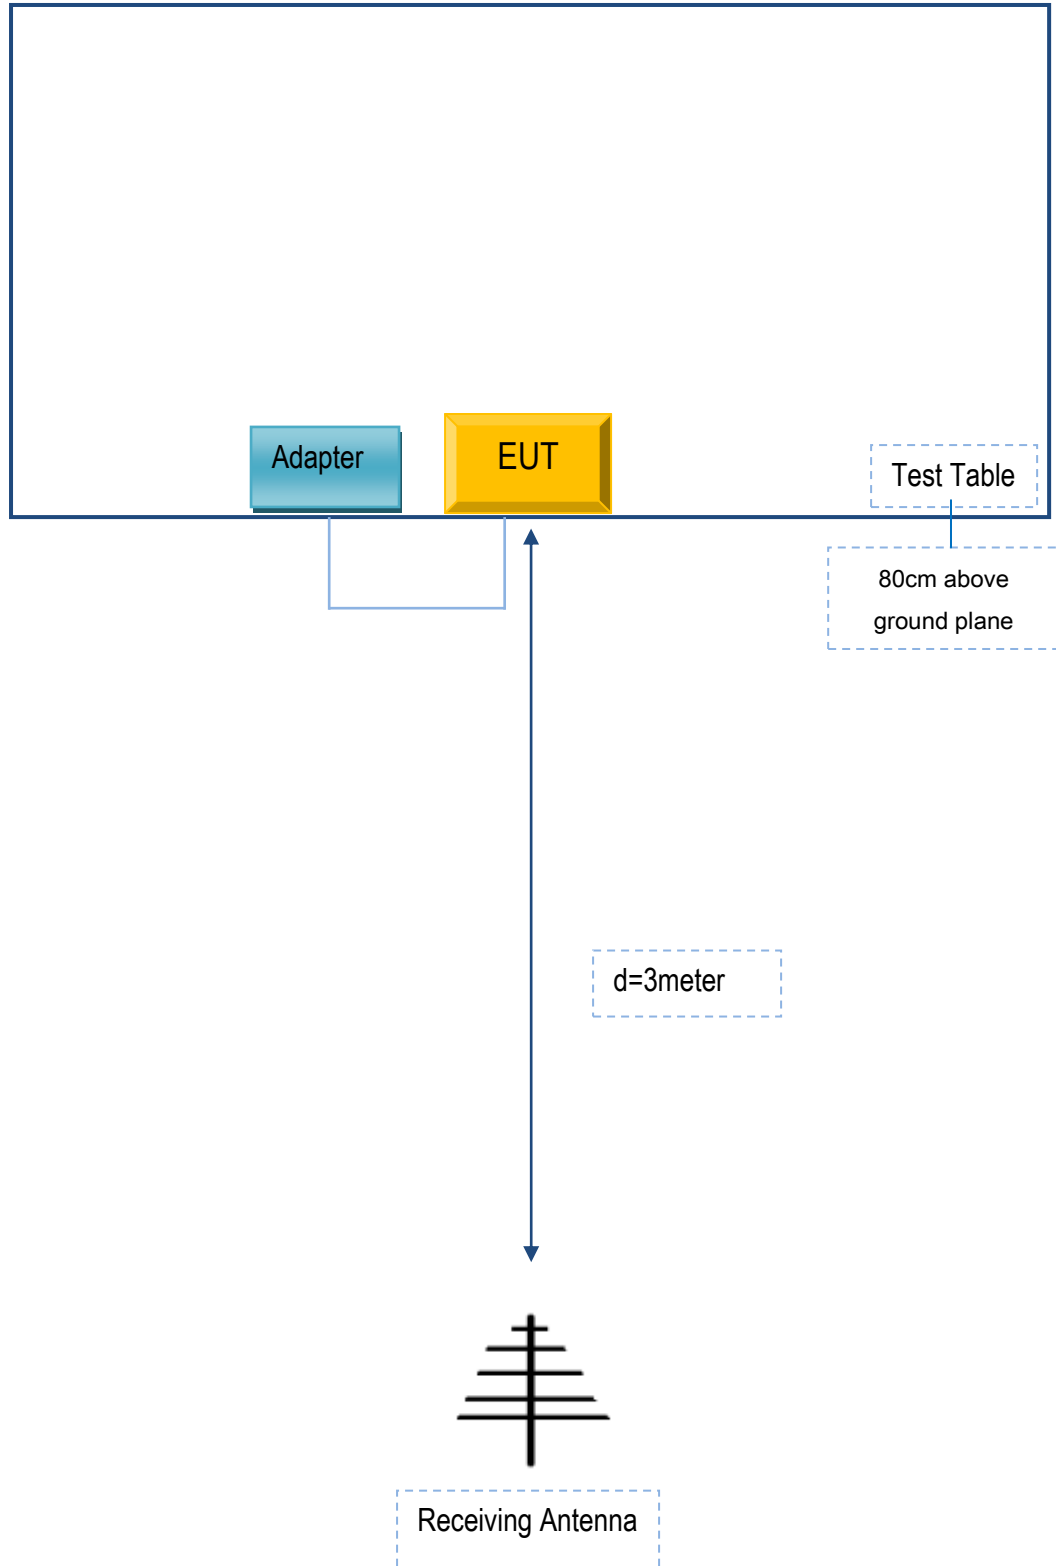 Adapter
EUT
Test Table
80cm above
ground plane
d=3meter
Receiving Antenna